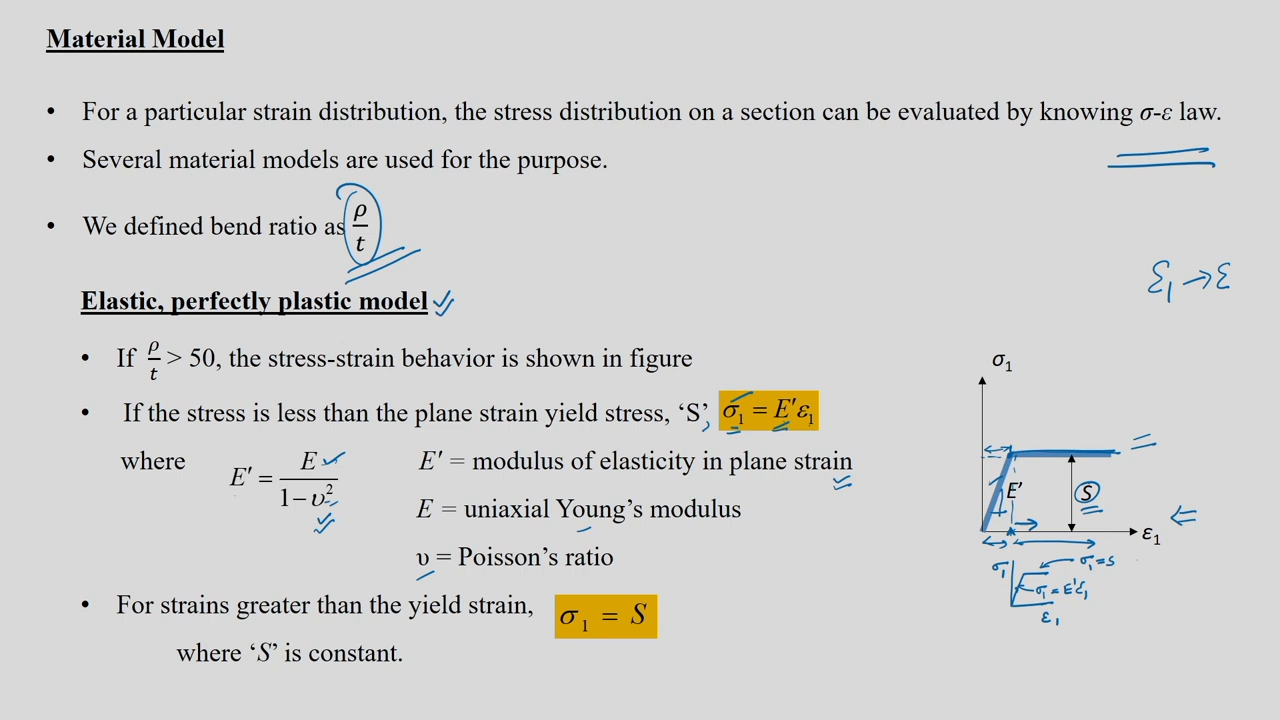 Material Model
• For a particular strain distribution, the stress distribution on a section can be evaluated by knowing σ-ε law.
• Several material models are used for the purpose.
• We defined bend ratio as ρ/t
ε₁ → ε
Elastic, perfectly plastic model
• If ρ/t > 50, the stress-strain behavior is shown in figure
• If the stress is less than the plane strain yield stress, ‘S’, σ₁ = E′ε₁
where E′ = E/(1−υ²)
E′ = modulus of elasticity in plane strain
E = uniaxial Young’s modulus
υ = Poisson’s ratio
• For strains greater than the yield strain, σ₁ = S
where ‘S’ is constant.
σ₁
E′
S
ε₁
σ₁
σ₁=S
σ₁=E′ε₁
ε₁